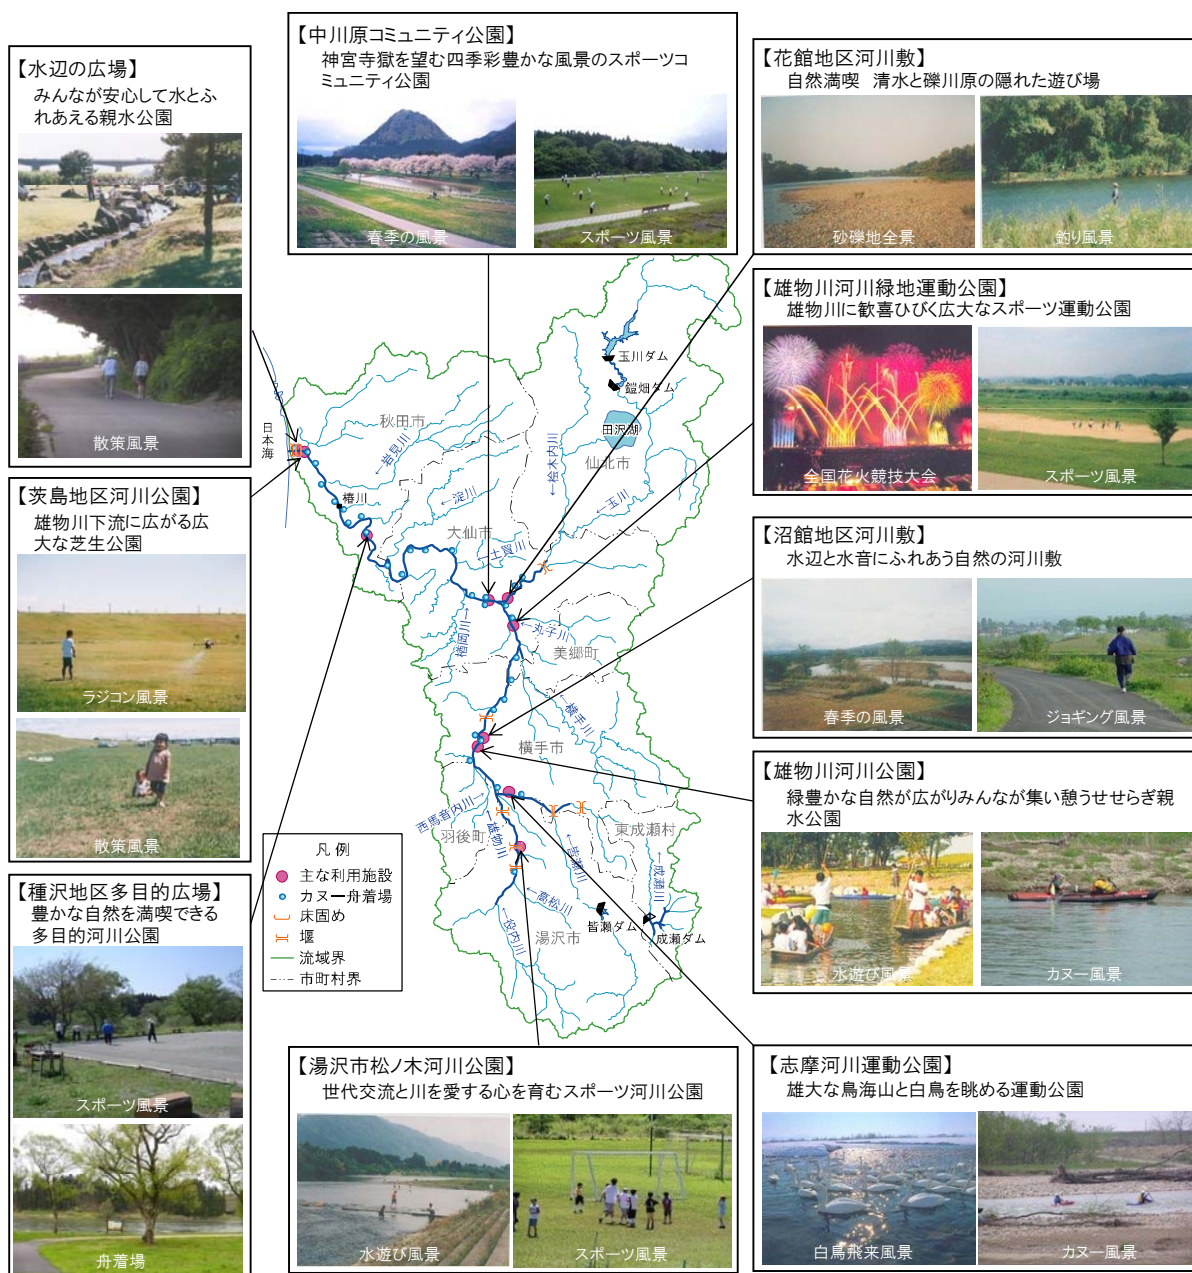 【水辺の広場】
みんなが安心して水とふ
れあえる親水公園
散策風景
【茨島地区河川公園】
雄物川下流に広がる広
大な芝生公園
ラジコン風景
散策風景
【種沢地区多目的広場】
豊かな自然を満喫できる
多目的河川公園
スポーツ風景
舟着場
【中川原コミュニティ公園】
神宮寺獄を望む四季彩豊かな風景のスポーツコ
ミュニティ公園
春季の風景
スポーツ風景
【花館地区河川敷】
自然満喫 清水と礫川原の隠れた遊び場
砂礫地全景
釣り風景
【雄物川河川緑地運動公園】
雄物川に歓喜ひびく広大なスポーツ運動公園
全国花火競技大会
スポーツ風景
【沼館地区河川敷】
水辺と水音にふれあう自然の河川敷
春季の風景
ジョギング風景
【雄物川河川公園】
緑豊かな自然が広がりみんなが集い憩うせせらぎ親
水公園
水遊び風景
カヌー風景
【志摩河川運動公園】
雄大な鳥海山と白鳥を眺める運動公園
白鳥飛来風景
カヌー風景
【湯沢市松ノ木河川公園】
世代交流と川を愛する心を育むスポーツ河川公園
水遊び風景
スポーツ風景
玉川ダム
鎧畑ダム
田沢湖
仙北市
秋田市
日本海
←岩見川
←桧木内川
椿川
←淀川
←玉川
大仙市
←土買川
楢岡川→
←丸子川
美郷町
←横手川
横手市
西馬音内川→
羽後町
←雄物川
東成瀬村
←皆瀬川
←成瀬川
←高松川
←役内川
湯沢市
皆瀬ダム
成瀬ダム
凡例
主な利用施設
カヌー舟着場
床固め
堰
流域界
市町村界